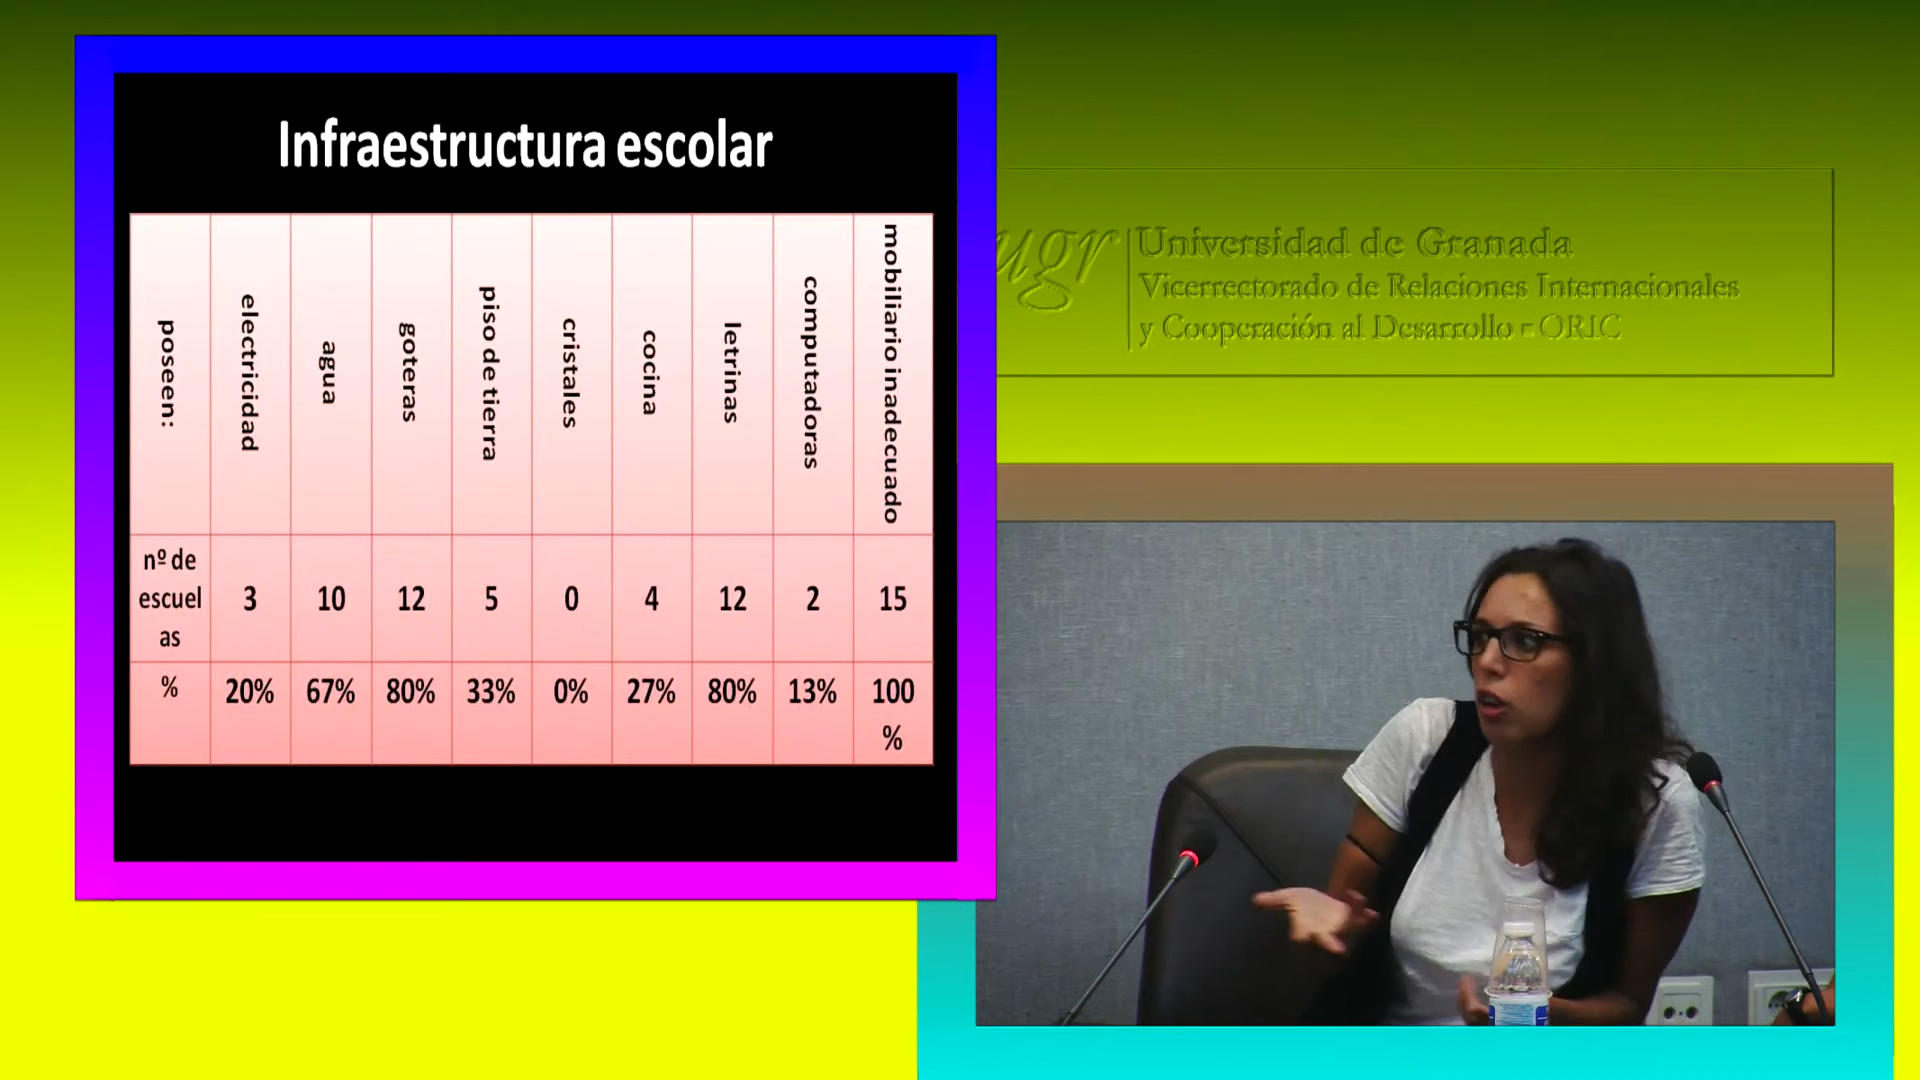 Infraestructura escolar
poseen:
electricidad
agua
goteras
piso de tierra
cristales
cocina
letrinas
computadoras
mobiliario inadecuado
nº de
escuel
as
3
10
12
5
0
4
12
2
15
%
20%
67%
80%
33%
0%
27%
80%
13%
100
%
ugr
Universidad de Granada
Vicerrectorado de Relaciones Internacionales
y Cooperación al Desarrollo - ORIC